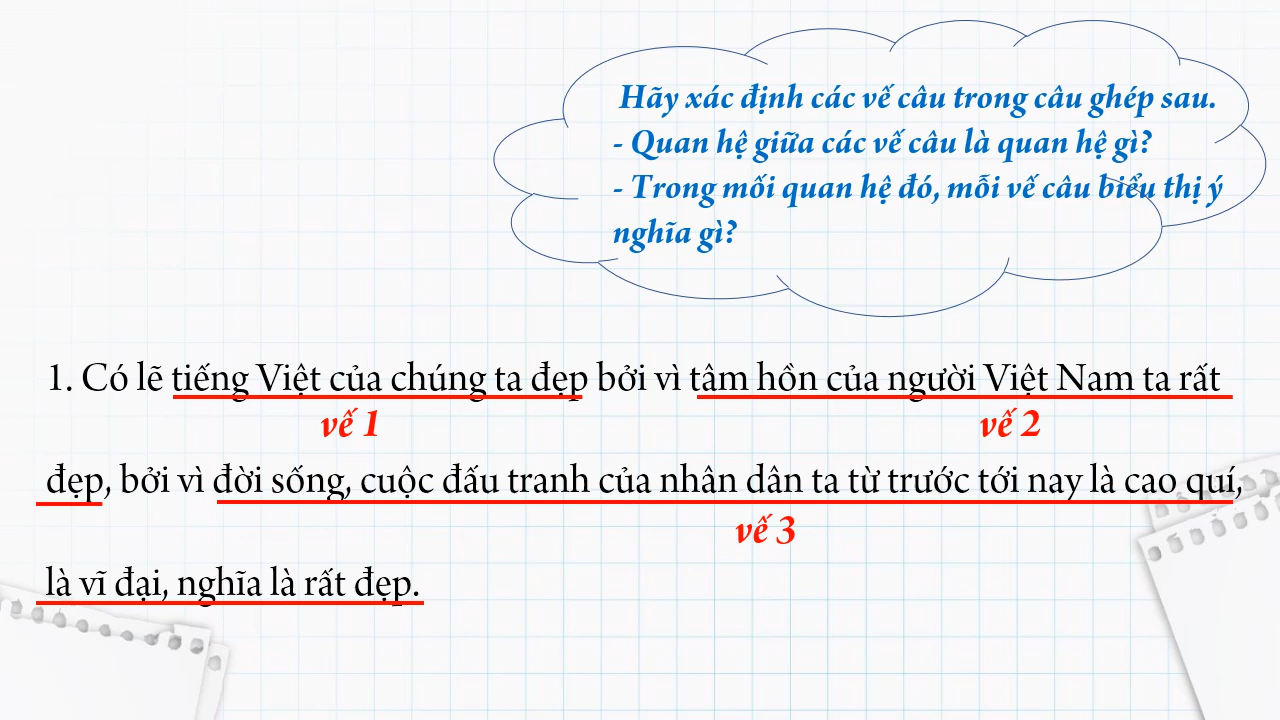 Hãy xác định các vế câu trong câu ghép sau.
- Quan hệ giữa các vế câu là quan hệ gì?
- Trong mối quan hệ đó, mỗi vế câu biểu thị ý
nghĩa gì?
1. Có lẽ tiếng Việt của chúng ta đẹp bởi vì tâm hồn của người Việt Nam ta rất
vế 1 vế 2
đẹp, bởi vì đời sống, cuộc đấu tranh của nhân dân ta từ trước tới nay là cao quí,
vế 3
là vĩ đại, nghĩa là rất đẹp.